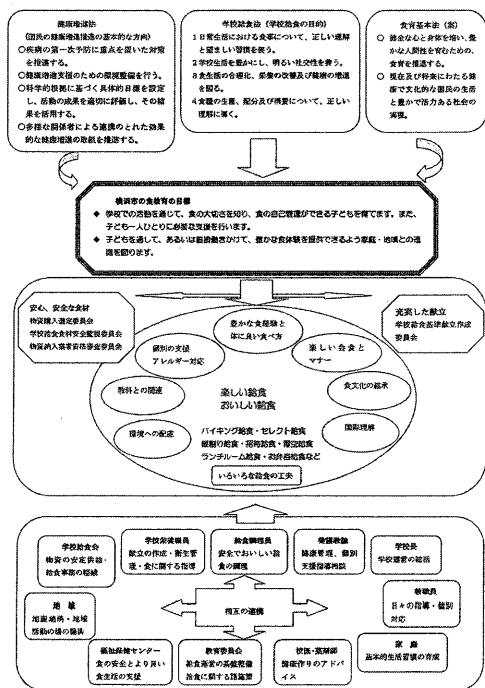 健康増進法
(国民の健康増進推進の基本的な方向)
○ 疾病の第一次予防に重点を置いた対策
を推進する。
○健康増進支援のための環境整備を行う。
○科学的根拠に基づく具体的目標を設定
し、活動の成果を適切に評価し、その結
果を活用する。
○多様な関係者による連携のとれた効果
的な健康増進の取組を推進する。
学校給食法(学校給食の目的)
1日常生活における食事について、正しい理解
と望ましい習慣を養う。
2学校生活を豊かにし、明るい社交性を養う。
3食生活の合理化、栄養の改善及び健康の増進
を図る。
4食糧の生産、配分及び消費について、正しい
理解に導く。
食育基本法(案)
○ 健全な心と身体を培い、豊
かな人間性を育むための、
食育を推進する。
○ 現在及び将来にわたる健
康で文化的な国民の生活
と豊かで活力ある社会の
実現。
横浜市の食教育の目標
◆ 学校での活動を通じて、食の大切さを知り、食の自己管理ができる子どもを育てます。また、
子ども一人ひとりに必要な支援を行います。
◆ 子どもを通して、あるいは直接働きかけて、豊かな食体験を提供できるよう家庭・地域との連
携を図ります。
安心、安全な食材
物資購入選定委員会
学校給食食材安全監視委員会
物資納入業者資格審査委員会
充実した献立
学校給食基準献立作成
委員会
豊かな食経験と
体に良い食べ方
個別の支援
アレルギー対応
楽しい会食と
マナー
教科との関連
食文化の継承
環境への配慮
国際理解
楽しい給食
おいしい給食
バイキング給食・セレクト給食
縦割り給食・招待給食・青空給食
ランチルーム給食・お弁当給食など
いろいろな給食の工夫
学校給食会
物資の安定供給・
給食事務の軽減
学校栄養職員
献立の作成・衛生管
理・食に関する指導
給食調理員
安全でおいしい給
食の調理
養護教諭
健康管理、個別
支援指導相談
学校長
学校運営の総括
地 域
地産地消・地域
活動の場の提供
相互の連携
教職員
日々の指導・個別
対応
福祉保健センター
食の安全とより良い
食生活の支援
教育委員会
給食運営の基盤整備
給食に関する諸施策
校医・薬剤師
健康作りのアドバ
イス
家 庭
基本的生活習慣の育成